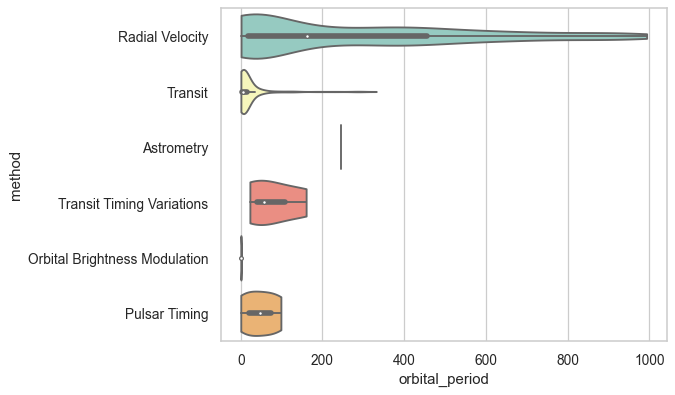 method
Radial Velocity
Transit
Astrometry
Transit Timing Variations
Orbital Brightness Modulation
Pulsar Timing
0 200 400 600 800 1000
orbital_period